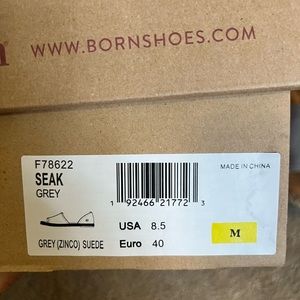 WWW.BORNSHOES.COM
F78622
SEAK
GREY
MADE IN CHINA
1 92466 21772 3
USA 8.5
M
GREY (ZINCO) SUEDE
Euro 40